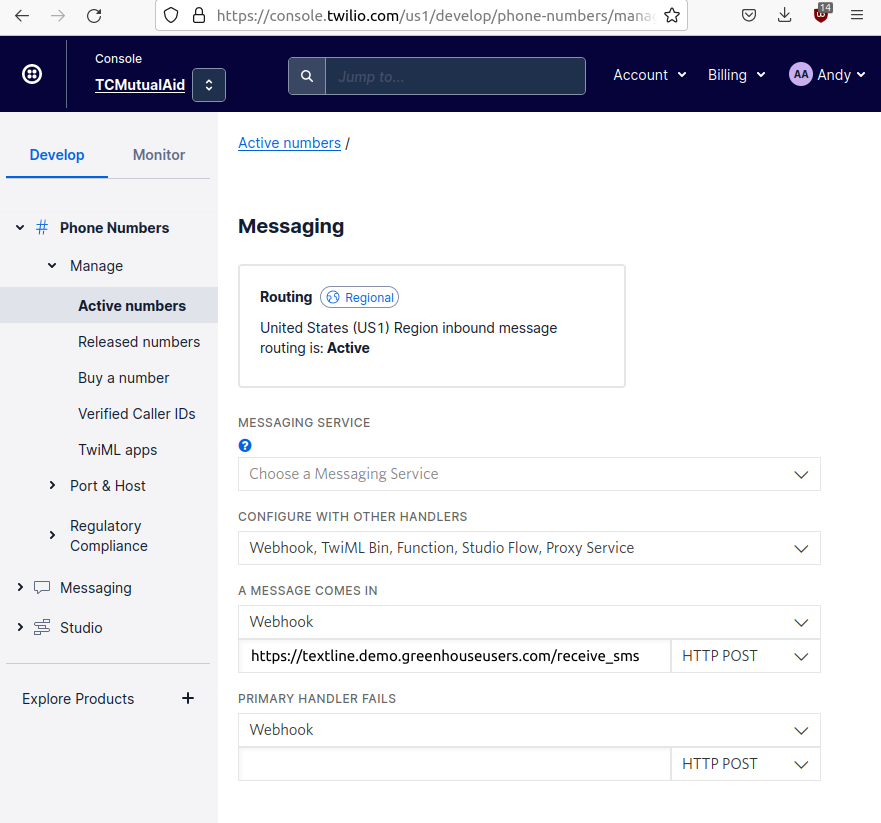 https://console.twilio.com/us1/develop/phone-numbers/mana
14
Console
TCMutualAid
Jump to...
Account
Billing
AA
Andy
Develop
Monitor
Phone Numbers
Manage
Active numbers
Released numbers
Buy a number
Verified Caller IDs
TwiML apps
Port & Host
Regulatory
Compliance
Messaging
Studio
Explore Products
+
Active numbers /
Messaging
Routing Regional
United States (US1) Region inbound message
routing is: Active
MESSAGING SERVICE
?
Choose a Messaging Service
CONFIGURE WITH OTHER HANDLERS
Webhook, TwiML Bin, Function, Studio Flow, Proxy Service
A MESSAGE COMES IN
Webhook
https://textline.demo.greenhouseusers.com/receive_sms HTTP POST
PRIMARY HANDLER FAILS
Webhook
HTTP POST